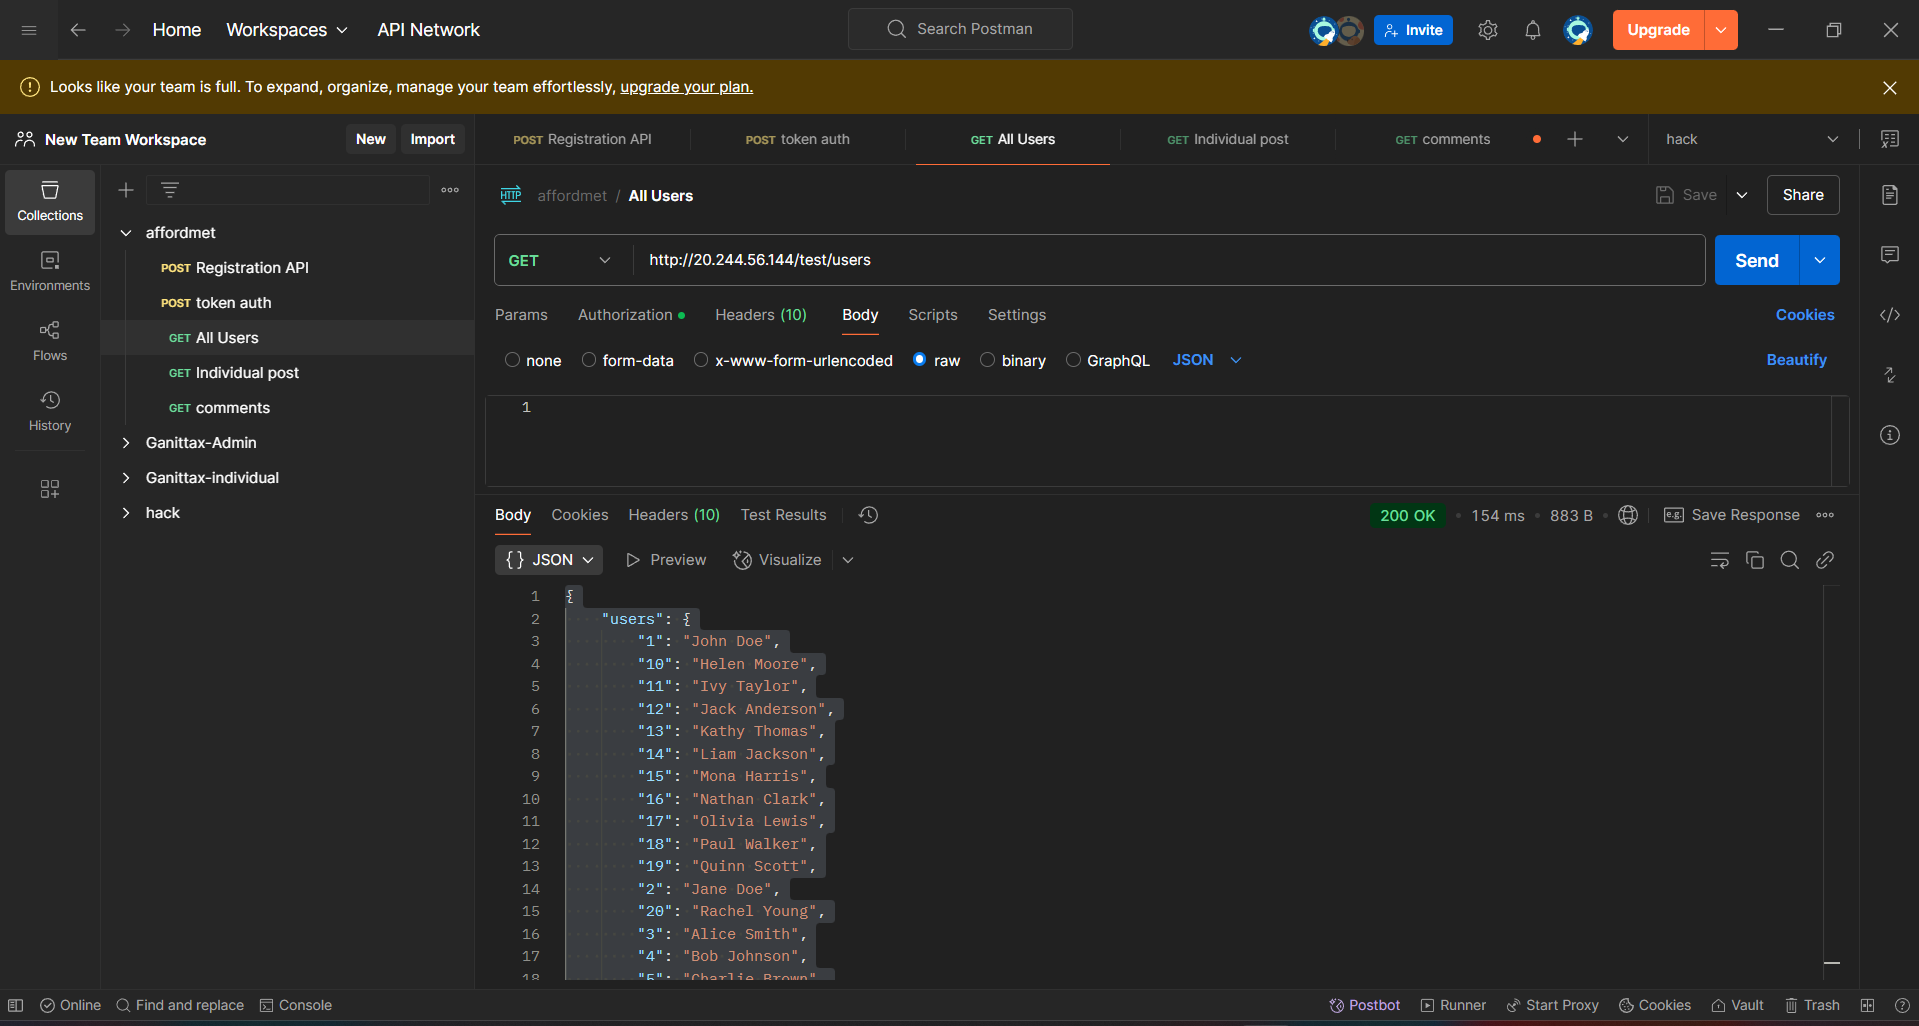 Home Workspaces API Network Search Postman Invite Upgrade
Looks like your team is full. To expand, organize, manage your team effortlessly, upgrade your plan.
New Team Workspace New Import
POST Registration API POST token auth GET All Users GET Individual post GET comments hack
Collections
Environments
Flows
History
affordmet
POST Registration API
POST token auth
GET All Users
GET Individual post
GET comments
Ganittax-Admin
Ganittax-individual
hack
HTTP affordmet / All Users Save Share
GET http://20.244.56.144/test/users Send
Params Authorization Headers (10) Body Scripts Settings Cookies
none form-data x-www-form-urlencoded raw binary GraphQL JSON Beautify
1
Body Cookies Headers (10) Test Results 200 OK • 154 ms • 883 B • e.g. Save Response
{} JSON Preview Visualize
1 {
2 "users": {
3 "1": "John Doe",
4 "10": "Helen Moore",
5 "11": "Ivy Taylor",
6 "12": "Jack Anderson",
7 "13": "Kathy Thomas",
8 "14": "Liam Jackson",
9 "15": "Mona Harris",
10 "16": "Nathan Clark",
11 "17": "Olivia Lewis",
12 "18": "Paul Walker",
13 "19": "Quinn Scott",
14 "2": "Jane Doe",
15 "20": "Rachel Young",
16 "3": "Alice Smith",
17 "4": "Bob Johnson",
18 "5": "Charlie Brown",
Online Find and replace Console Postbot Runner Start Proxy Cookies Vault Trash